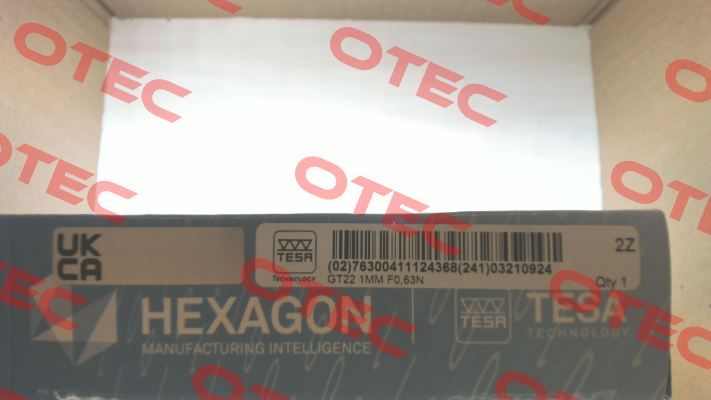 OTEC
OTEC
OTEC
OTEC
OTEC
OTEC
OTEC
OTEC
UK
CA
TESA
TECHNOLOGY
(02)76300411124368(241)03210924
GT22 1MM F0,63N
2Z
Qty 1
HEXAGON
MANUFACTURING INTELLIGENCE
TESA
TESA
TECHNOLOGY